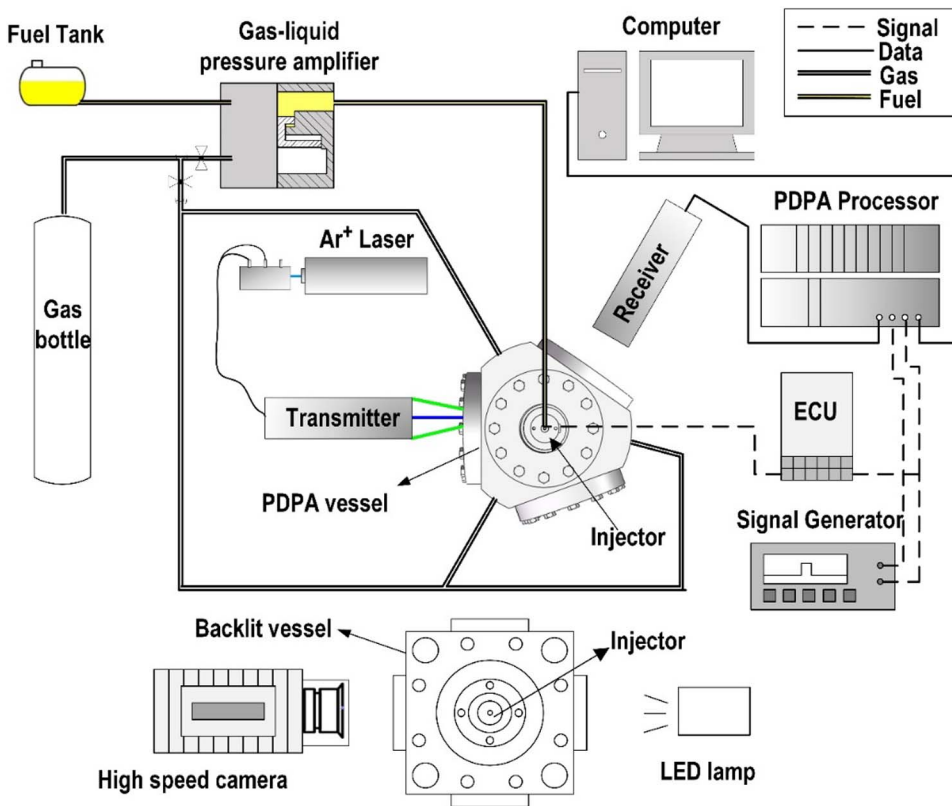 Fuel Tank
Gas-liquid
pressure amplifier
Computer
Signal
Data
Gas
Fuel
PDPA Processor
Ar+ Laser
Receiver
Gas
bottle
Transmitter
ECU
PDPA vessel
Injector
Signal Generator
Backlit vessel
Injector
High speed camera
LED lamp